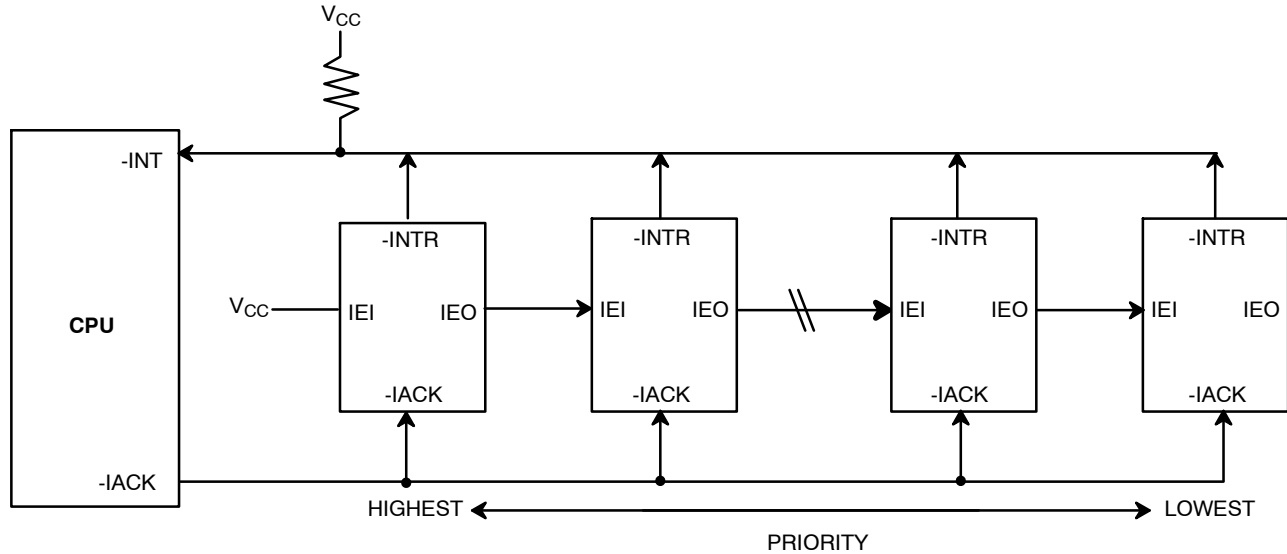 VCC
-INT
-INTR
-INTR
-INTR
-INTR
VCC
IEI
IEO
IEI
IEO
IEI
IEO
IEI
IEO
CPU
-IACK
-IACK
-IACK
-IACK
-IACK
HIGHEST
LOWEST
PRIORITY